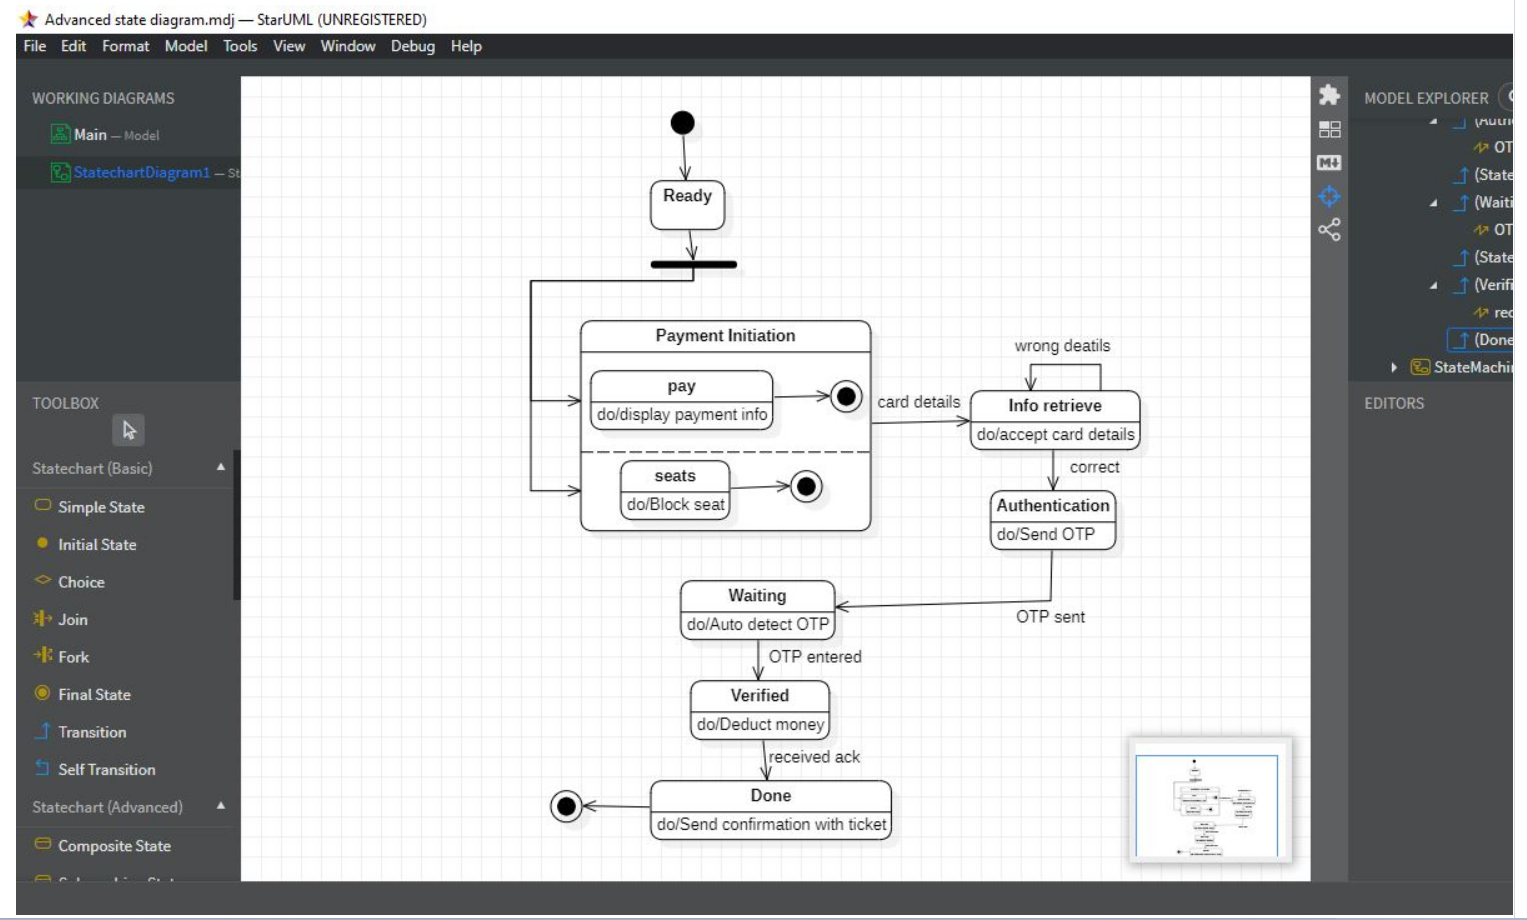 Advanced state diagram.mdj — StarUML (UNREGISTERED)
File Edit Format Model Tools View Window Debug Help
WORKING DIAGRAMS
Main — Model
StatechartDiagram1 — St
TOOLBOX
Statechart (Basic)
Simple State
Initial State
Choice
Join
Fork
Final State
Transition
Self Transition
Statechart (Advanced)
Composite State
Ready
Payment Initiation
pay
do/display payment info
seats
do/Block seat
card details
wrong deatils
Info retrieve
do/accept card details
correct
Authentication
do/Send OTP
OTP sent
Waiting
do/Auto detect OTP
OTP entered
Verified
do/Deduct money
received ack
Done
do/Send confirmation with ticket
M
MODEL EXPLORER
(Auth
OT
(State
(Waiti
OT
(State
(Verifi
rec
(Done
StateMachi
EDITORS